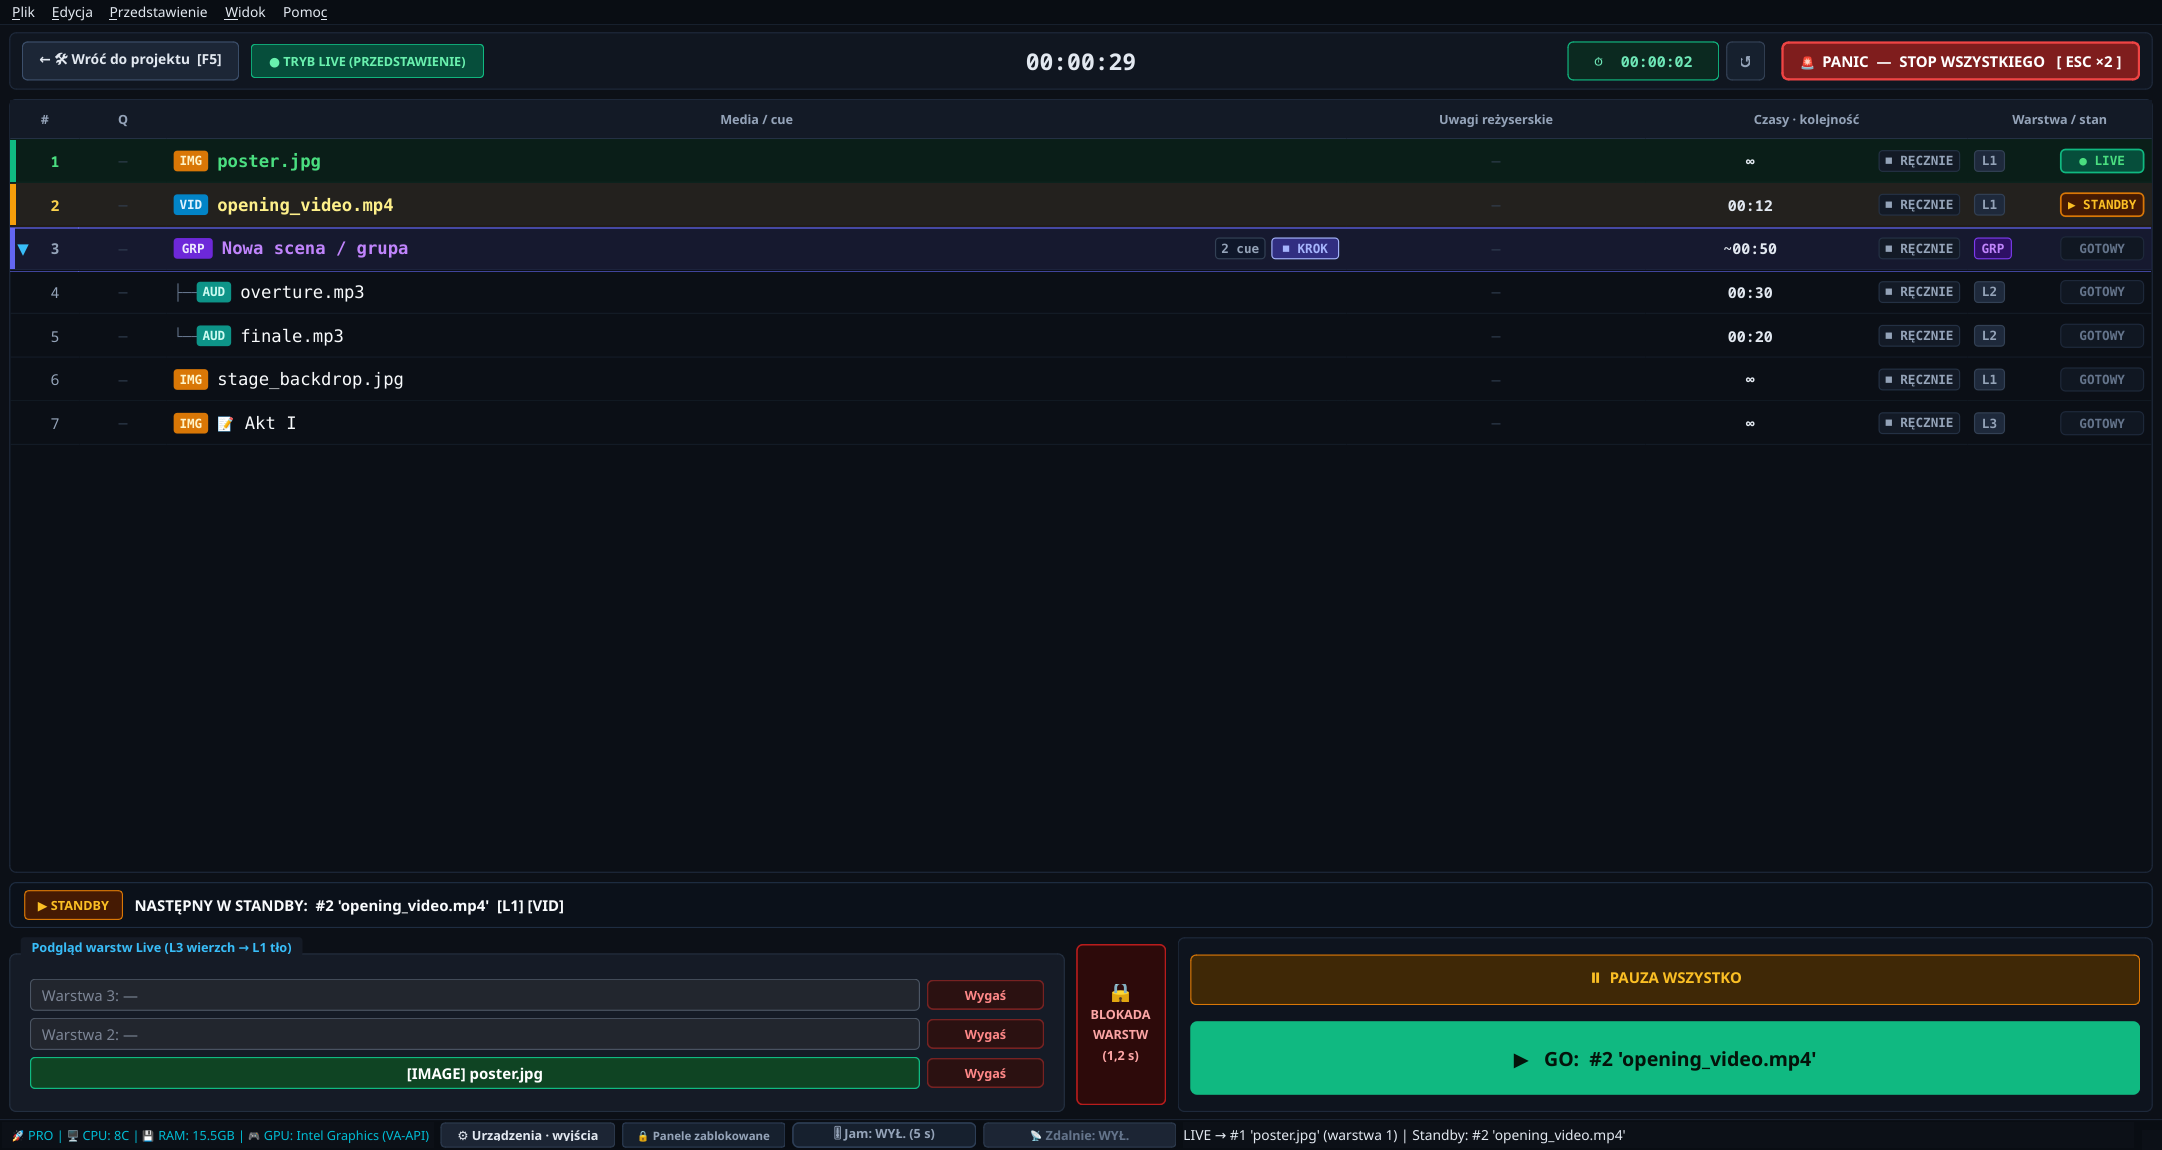 Plik Edycja Przedstawienie Widok Pomoc
← 🛠 Wróć do projektu [F5] ● TRYB LIVE (PRZEDSTAWIENIE) 00:00:29 ⏱ 00:00:02 ↺ 🚨 PANIC — STOP WSZYSTKIEGO [ ESC ×2 ]
# Q Media / cue Uwagi reżyserskie Czasy · kolejność Warstwa / stan
1 — IMG poster.jpg — ∞ ■ RĘCZNIE L1 ● LIVE
2 — VID opening_video.mp4 — 00:12 ■ RĘCZNIE L1 ▶ STANDBY
▼ 3 — GRP Nowa scena / grupa 2 cue ■ KROK — ~00:50 ■ RĘCZNIE GRP GOTOWY
4 — ├─ AUD overture.mp3 — 00:30 ■ RĘCZNIE L2 GOTOWY
5 — └─ AUD finale.mp3 — 00:20 ■ RĘCZNIE L2 GOTOWY
6 — IMG stage_backdrop.jpg — ∞ ■ RĘCZNIE L1 GOTOWY
7 — IMG 📝 Akt I — ∞ ■ RĘCZNIE L3 GOTOWY
▶ STANDBY NASTĘPNY W STANDBY: #2 'opening_video.mp4' [L1] [VID]
Podgląd warstw Live (L3 wierzch → L1 tło)
Warstwa 3: — Wygaś
Warstwa 2: — Wygaś
[IMAGE] poster.jpg Wygaś
🔒
BLOKADA
WARSTW
(1,2 s)
⏸ PAUZA WSZYSTKO
▶ GO: #2 'opening_video.mp4'
🚀 PRO | 🖥 CPU: 8C | 💾 RAM: 15.5GB | 🎮 GPU: Intel Graphics (VA-API) ⚙ Urządzenia · wyjścia 🔒 Panele zablokowane 🎚 Jam: WYŁ. (5 s) 📡 Zdalnie: WYŁ. LIVE → #1 'poster.jpg' (warstwa 1) | Standby: #2 'opening_video.mp4'